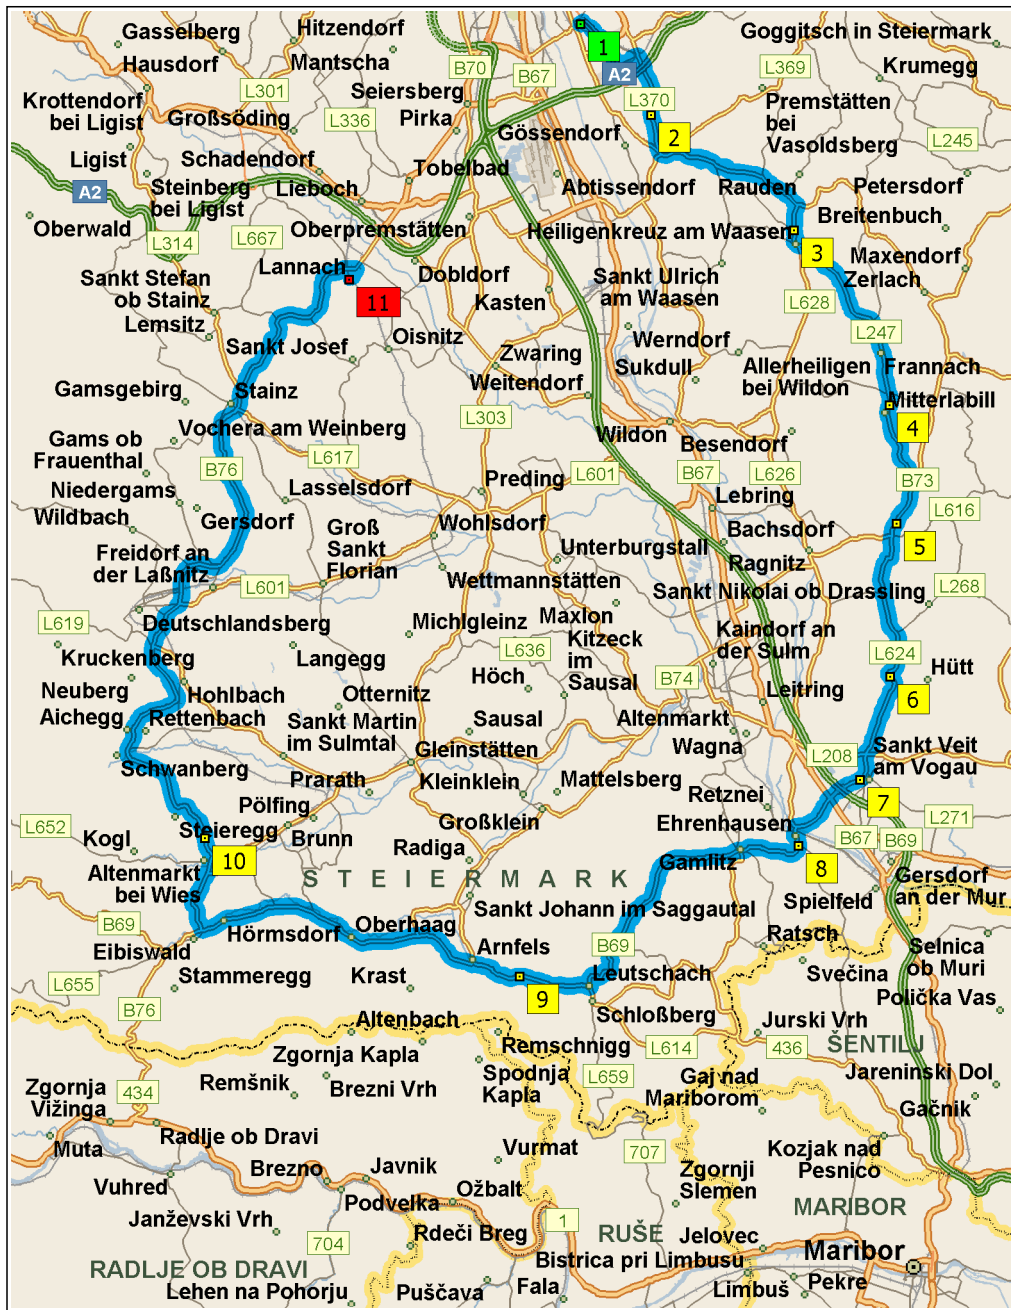 Gasselberg
Hitzendorf
Goggitsch in Steiermark
1
Hausdorf
Mantscha
B70
B67
A2
L369
Krumegg
L301
Seiersberg
L370
Krottendorf
bei Ligist
Premstätten
bei
Vasoldsberg
Großsöding
L336
Pirka
Gössendorf
2
L245
Ligist
Schadendorf
Tobelbad
A2
Steinberg
bei Ligist
Lieboch
Abtissendorf
Rauden
Petersdorf
Oberwald
Oberpremstätten
Heiligenkreuz am Waasen
Breitenbuch
L314
L667
3
Maxendorf
Lannach
Dobldorf
Sankt Ulrich
am Waasen
Zerlach
Sankt Stefan
ob Stainz
11
Kasten
L628
Lemsitz
Oisnitz
Werndorf
L247
Sankt Josef
Zwaring
Sukdull
Allerheiligen
bei Wildon
Frannach
Gamsgebirg
Stainz
Weitendorf
Mitterlabill
L303
4
Vochera am Weinberg
Wildon
Besendorf
Gams ob
Frauenthal
B76
L617
L601
B67
L626
B73
Niedergams
Lasselsdorf
Preding
Lebring
Wildbach
Gersdorf
Groß
Sankt
Florian
Wohlsdorf
Bachsdorf
L616
5
Freidorf an
der Laßnitz
Unterburgstall
Ragnitz
L601
Wettmannstätten
Sankt Nikolai ob Drassling
L268
L619
Deutschlandsberg
Michlgleinz
Maxlon
Kitzeck
im
Sausal
Kaindorf an
der Sulm
Kruckenberg
Langegg
L636
L624
Hütt
Neuberg
Hohlbach
Otternitz
Höch
B74
Leitring
6
Aichegg
Rettenbach
Sankt Martin
im Sulmtal
Sausal
Altenmarkt
Wagna
L208
Sankt Veit
am Vogau
Schwanberg
Gleinstätten
Prarath
Kleinklein
Mattelsberg
Retznei
7
Pölfing
Brunn
Großklein
Ehrenhausen
L271
L652
Kogl
Steieregg
B67
B69
10
Radiga
Gamlitz
8
Altenmarkt
bei Wies
STEIERMARK
Gersdorf
an der Mur
Spielfeld
B69
Sankt Johann im Saggautal
Oberhaag
Hörmsdorf
Eibiswald
Arnfels
B69
Ratsch
Selnica
ob Muri
L655
Stammeregg
Krast
9
Leutschach
Svečina
Polička Vas
B76
Schloßberg
Altenbach
Jurski Vrh
Zgornja Kapla
Remschnigg
L614
436
ŠENTILJ
Zgornja
Vižinga
434
Remšnik
Brezni Vrh
Spodnja
Kapla
L659
Gaj nad
Mariborom
Jareninski Dol
Gačnik
Muta
Radlje ob Dravi
Vurmat
707
Kozjak nad
Pesnico
Vuhred
Brezno
Javnik
Ožbalt
Zgornji
Slemen
Podvelka
MARIBOR
Janževski Vrh
704
Rdeči Breg
1
RUŠE
Jelovec
Maribor
RADLJE OB DRAVI
Bistrica pri Limbusu
Lehen na Pohorju
Puščava
Fala
Limbuš
Pekre